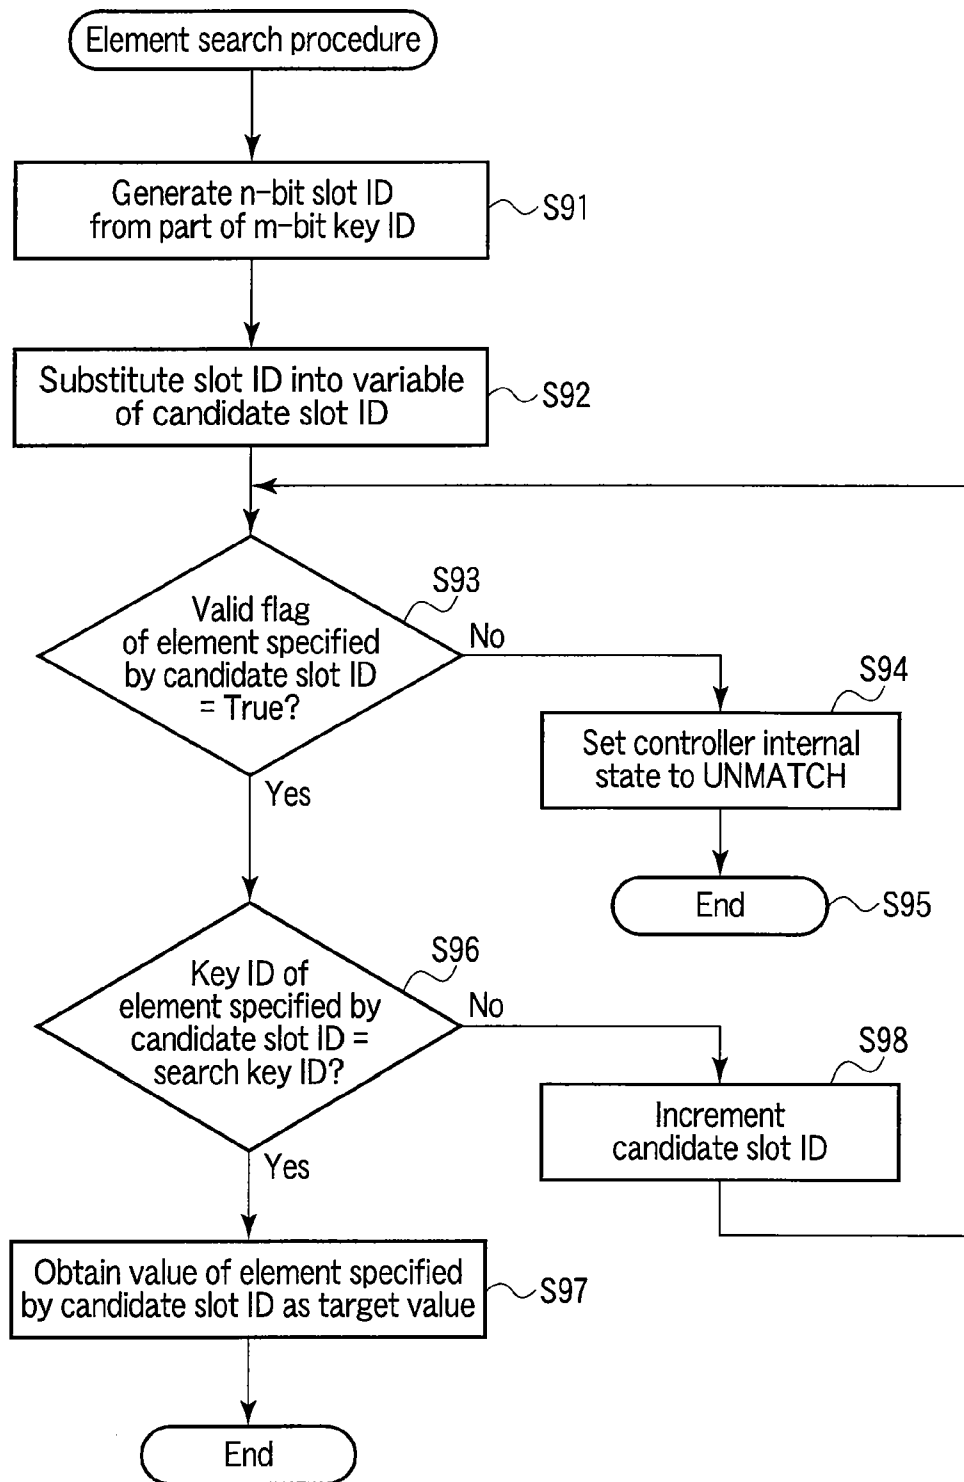 Element search procedure
Generate n-bit slot ID
from part of m-bit key ID
S91
Substitute slot ID into variable
of candidate slot ID
S92
S93
Valid flag
of element specified
by candidate slot ID
= True?
No
Yes
S94
Set controller internal
state to UNMATCH
End
S95
S96
Key ID of
element specified by
candidate slot ID =
search key ID?
No
Yes
S98
Increment
candidate slot ID
Obtain value of element specified
by candidate slot ID as target value
S97
End